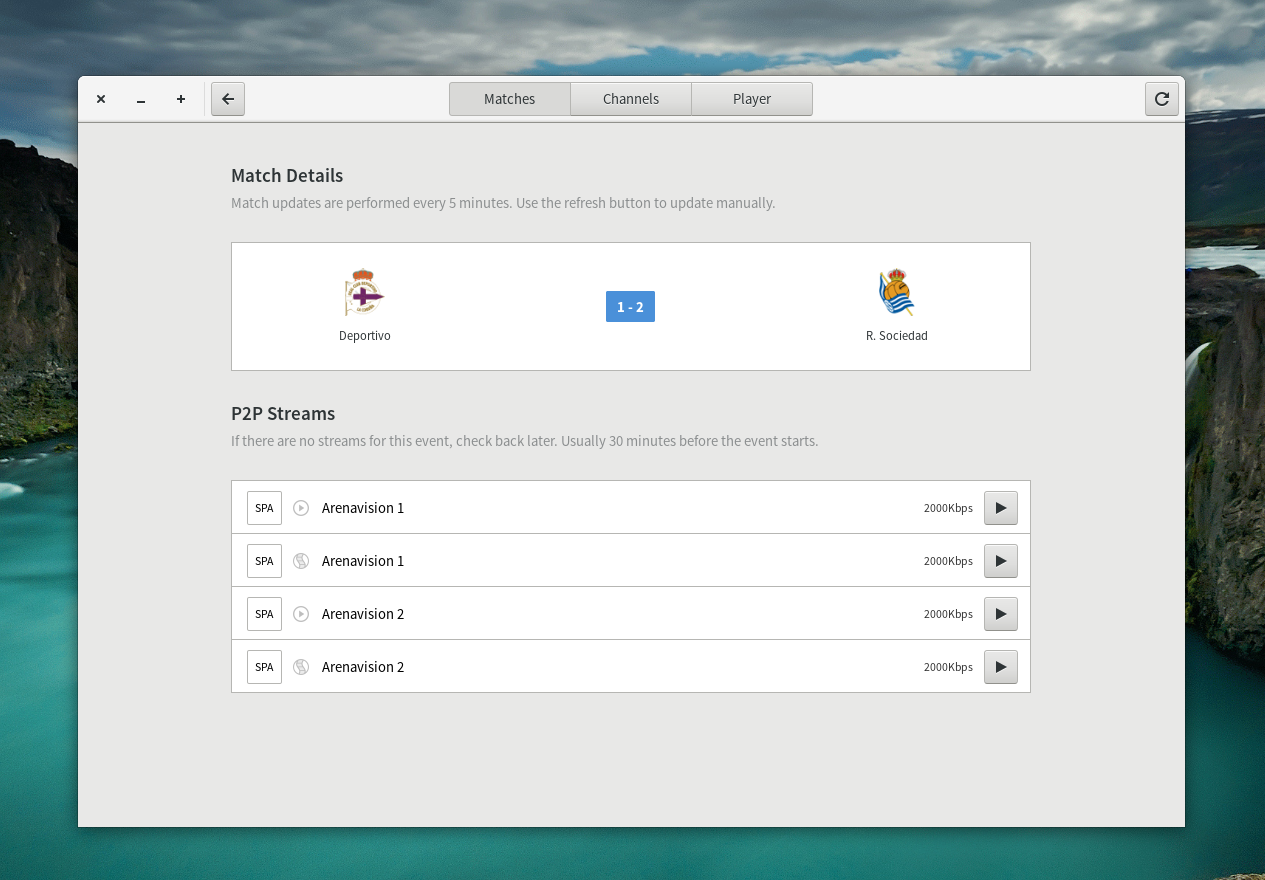 Matches
Channels
Player
Match Details
Match updates are performed every 5 minutes. Use the refresh button to update manually.
1 - 2
Deportivo
R. Sociedad
P2P Streams
If there are no streams for this event, check back later. Usually 30 minutes before the event starts.
SPA Arenavision 1 2000Kbps
SPA Arenavision 1 2000Kbps
SPA Arenavision 2 2000Kbps
SPA Arenavision 2 2000Kbps